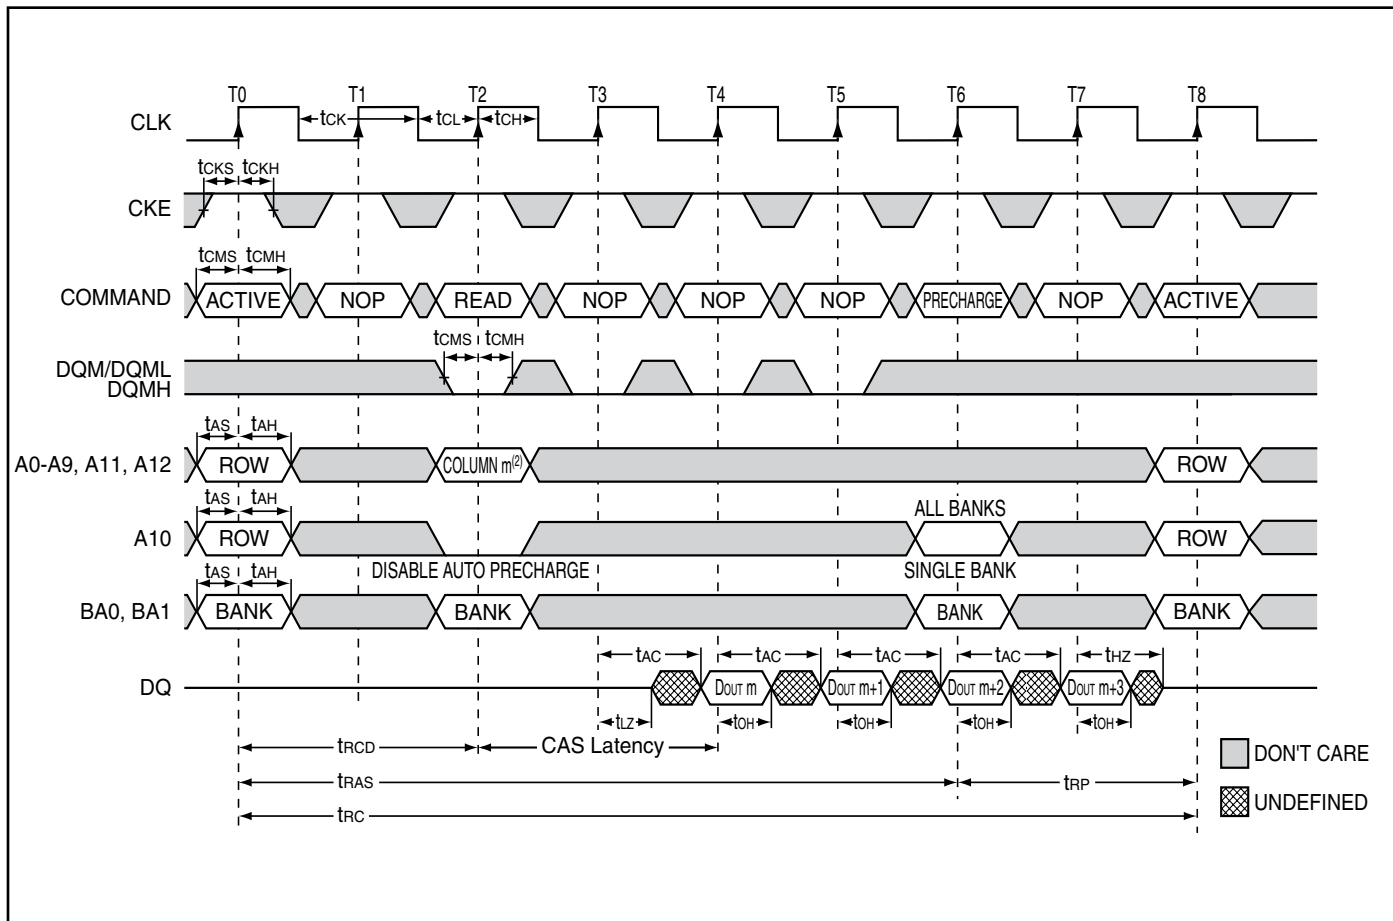 T0 T1 T2 T3 T4 T5 T6 T7 T8
CLK
tCK tCL tCH
tCKS tCKH
CKE
tCMS tCMH
COMMAND ACTIVE NOP READ NOP NOP NOP PRECHARGE NOP ACTIVE
tCMS tCMH
DQM/DQML
DQMH
tAS tAH
A0-A9, A11, A12 ROW COLUMN m(2) ROW
tAS tAH ALL BANKS
A10 ROW ROW
DISABLE AUTO PRECHARGE SINGLE BANK
tAS tAH
BA0, BA1 BANK BANK BANK BANK
tAC tAC tAC tAC tHZ
DQ DOUT m DOUT m+1 DOUT m+2 DOUT m+3
tLZ tOH tOH tOH tOH
tRCD CAS Latency
DON'T CARE
tRAS tRP
UNDEFINED
tRC